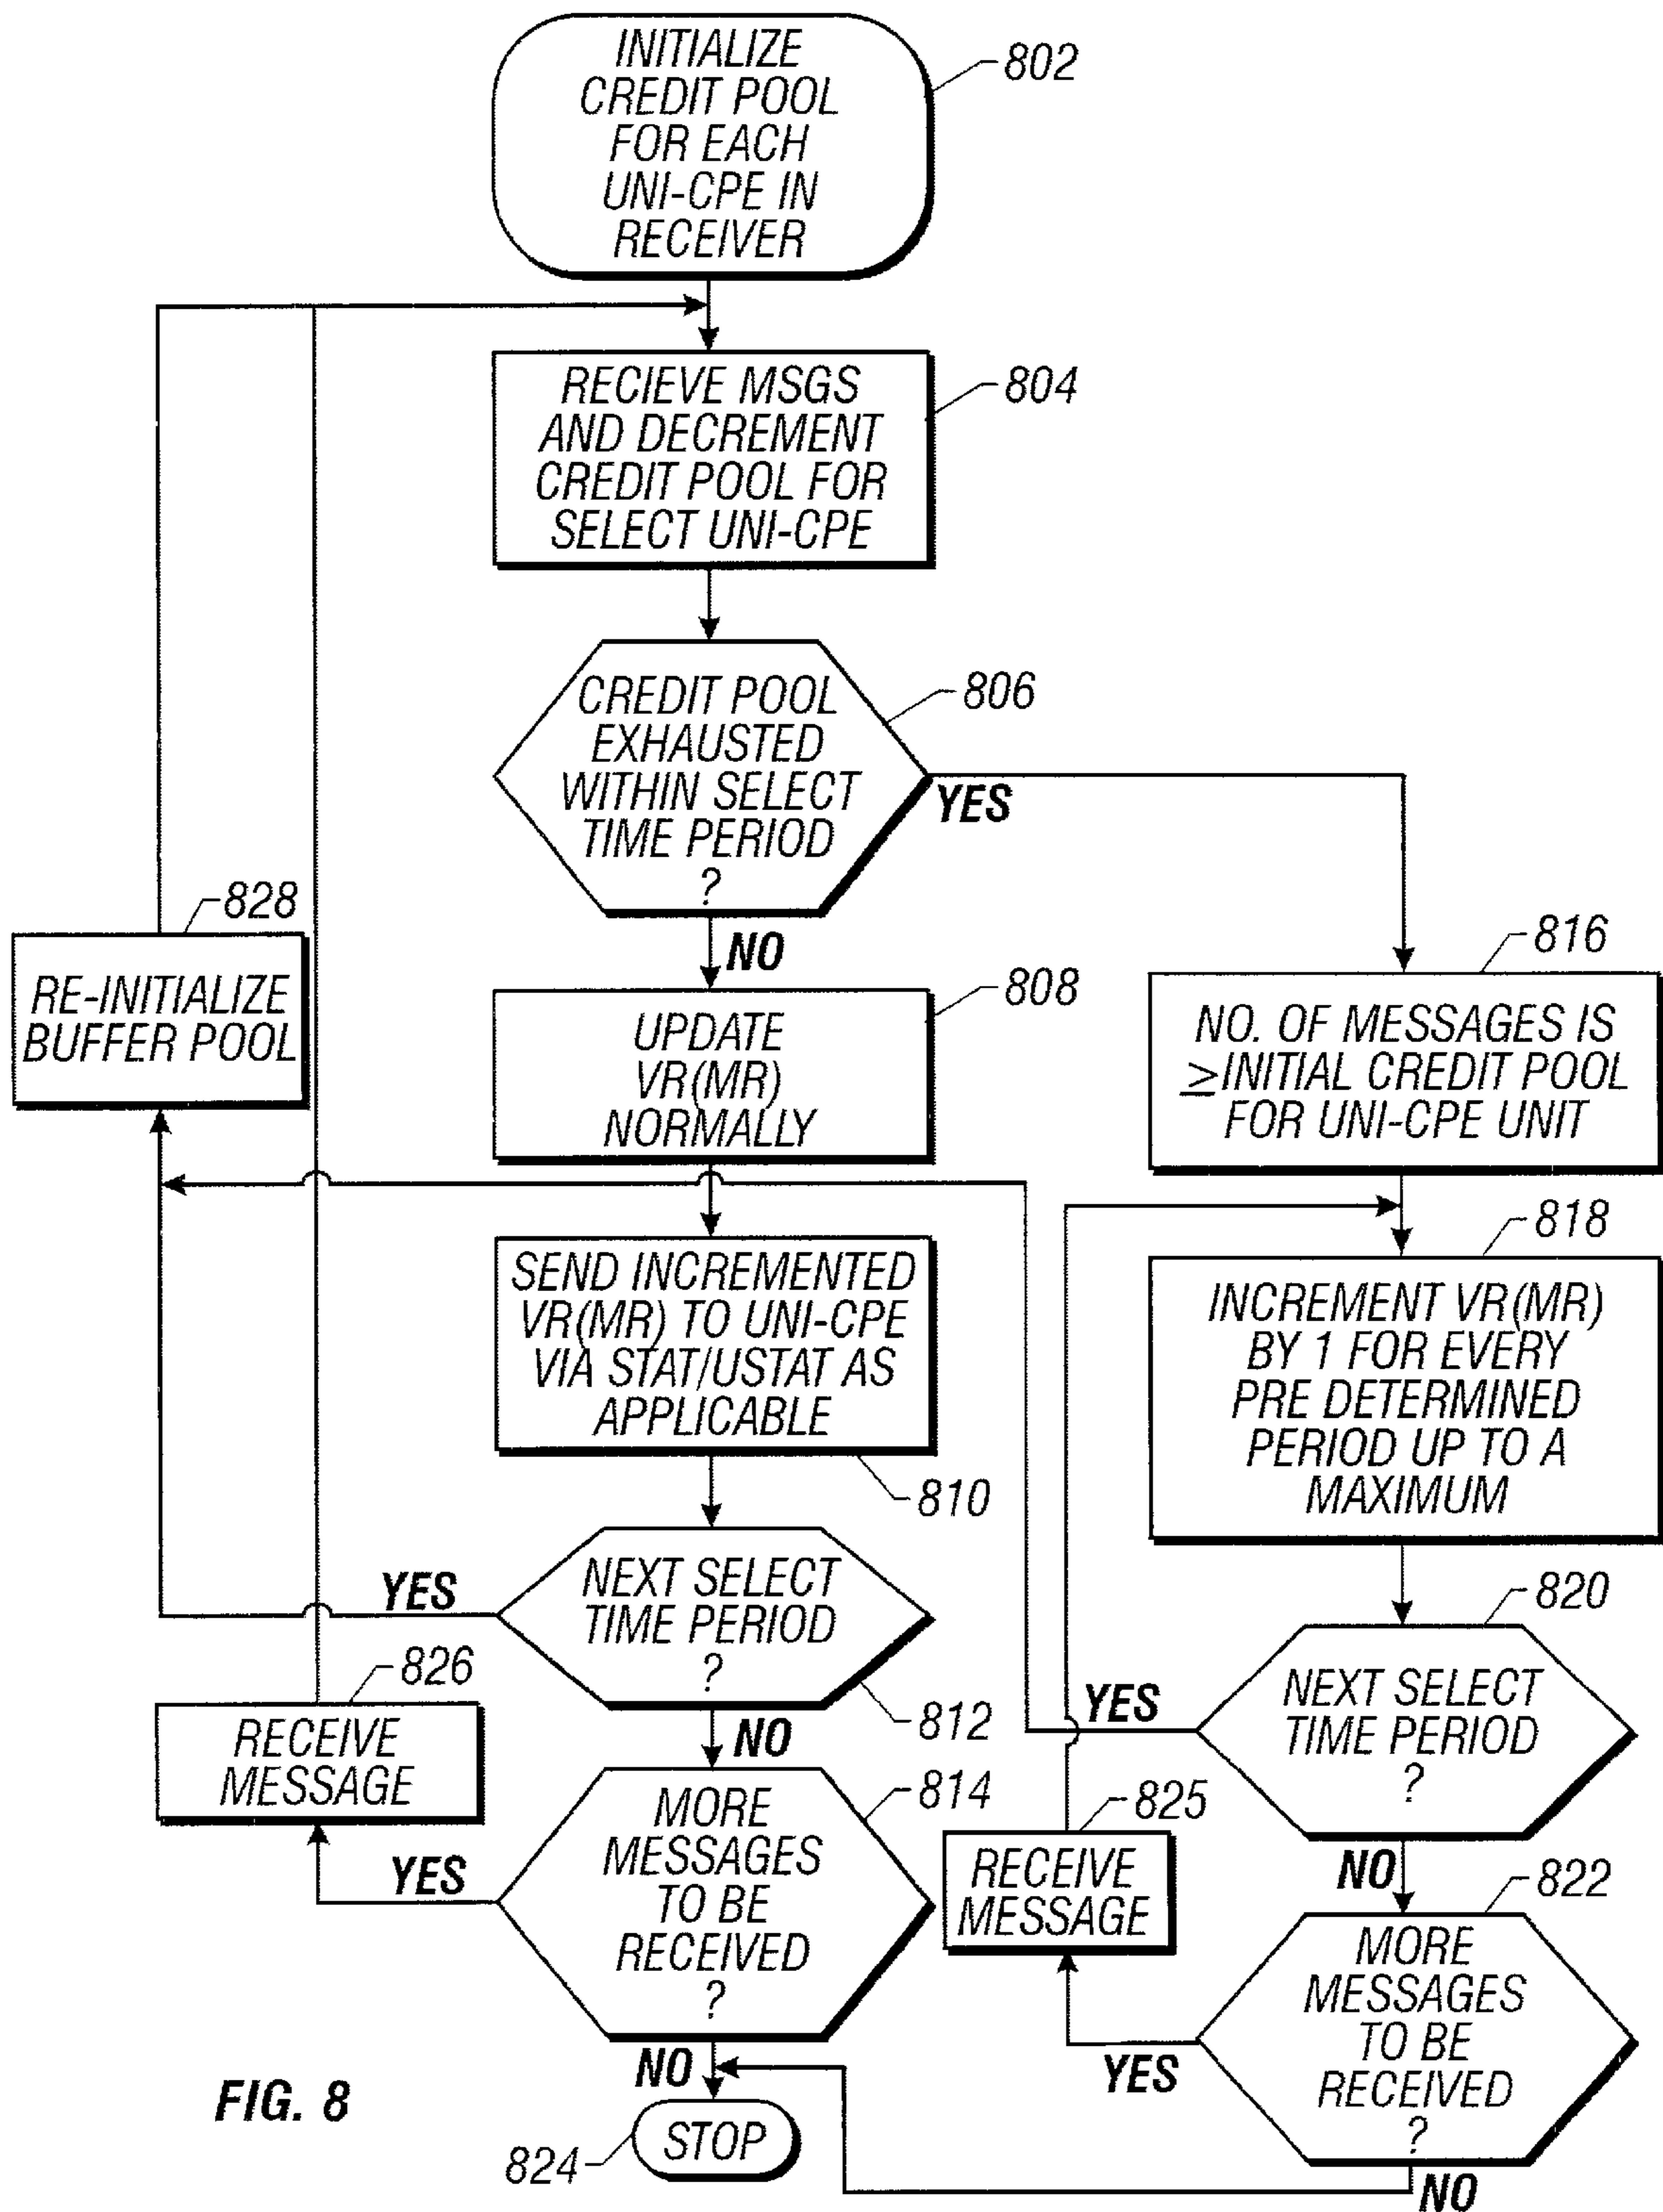 INITIALIZE
CREDIT POOL
FOR EACH
UNI-CPE IN
RECEIVER
802
RECIEVE MSGS
AND DECREMENT
CREDIT POOL FOR
SELECT UNI-CPE
804
CREDIT POOL
EXHAUSTED
WITHIN SELECT
TIME PERIOD
?
806
YES
NO
828
RE-INITIALIZE
BUFFER POOL
UPDATE
VR(MR)
NORMALLY
808
816
NO. OF MESSAGES IS
≥INITIAL CREDIT POOL
FOR UNI-CPE UNIT
SEND INCREMENTED
VR(MR) TO UNI-CPE
VIA STAT/USTAT AS
APPLICABLE
810
818
INCREMENT VR(MR)
BY 1 FOR EVERY
PRE DETERMINED
PERIOD UP TO A
MAXIMUM
NEXT SELECT
TIME PERIOD
?
812
YES
NO
820
NEXT SELECT
TIME PERIOD
?
YES
NO
826
RECEIVE
MESSAGE
MORE
MESSAGES
TO BE
RECEIVED
?
814
YES
NO
825
RECEIVE
MESSAGE
822
MORE
MESSAGES
TO BE
RECEIVED
?
YES
NO
STOP
824
FIG. 8